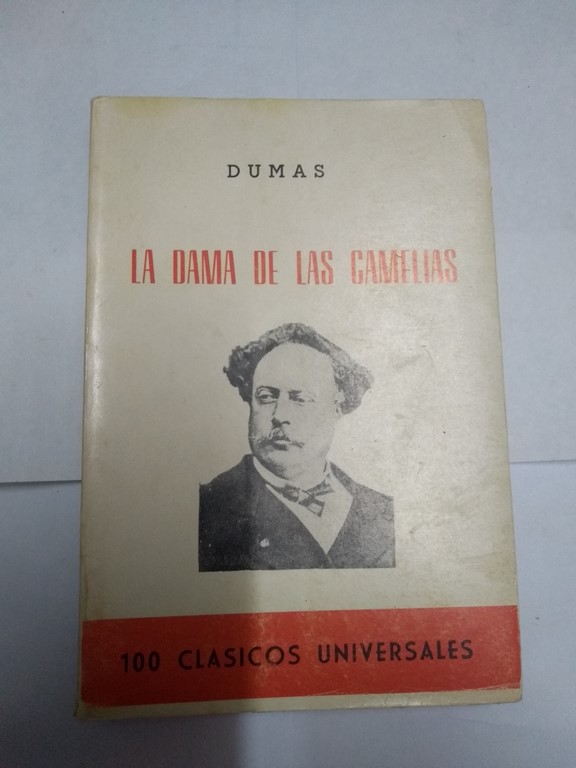 DUMAS
LA DAMA DE LAS CAMELIAS
100 CLASICOS UNIVERSALES